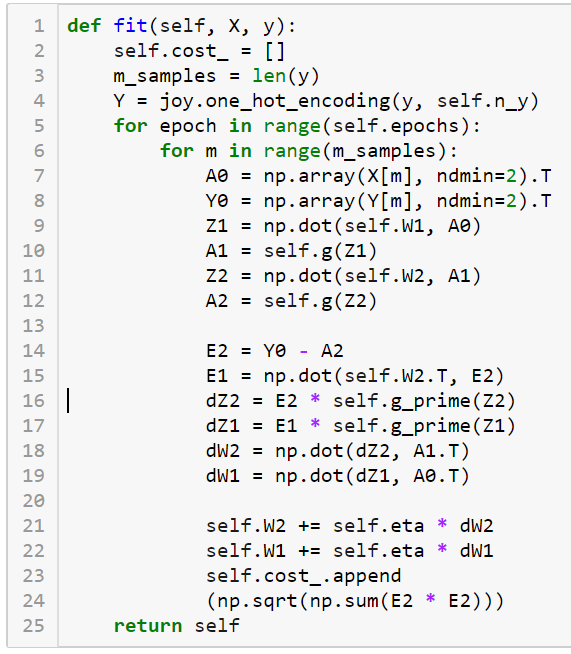 1 def fit(self, X, y):
2     self.cost_ = []
3     m_samples = len(y)
4     Y = joy.one_hot_encoding(y, self.n_y)
5     for epoch in range(self.epochs):
6         for m in range(m_samples):
7             A0 = np.array(X[m], ndmin=2).T
8             Y0 = np.array(Y[m], ndmin=2).T
9             Z1 = np.dot(self.W1, A0)
10             A1 = self.g(Z1)
11             Z2 = np.dot(self.W2, A1)
12             A2 = self.g(Z2)
13
14             E2 = Y0 - A2
15             E1 = np.dot(self.W2.T, E2)
16             dZ2 = E2 * self.g_prime(Z2)
17             dZ1 = E1 * self.g_prime(Z1)
18             dW2 = np.dot(dZ2, A1.T)
19             dW1 = np.dot(dZ1, A0.T)
20
21             self.W2 += self.eta * dW2
22             self.W1 += self.eta * dW1
23             self.cost_.append
24             (np.sqrt(np.sum(E2 * E2)))
25     return self